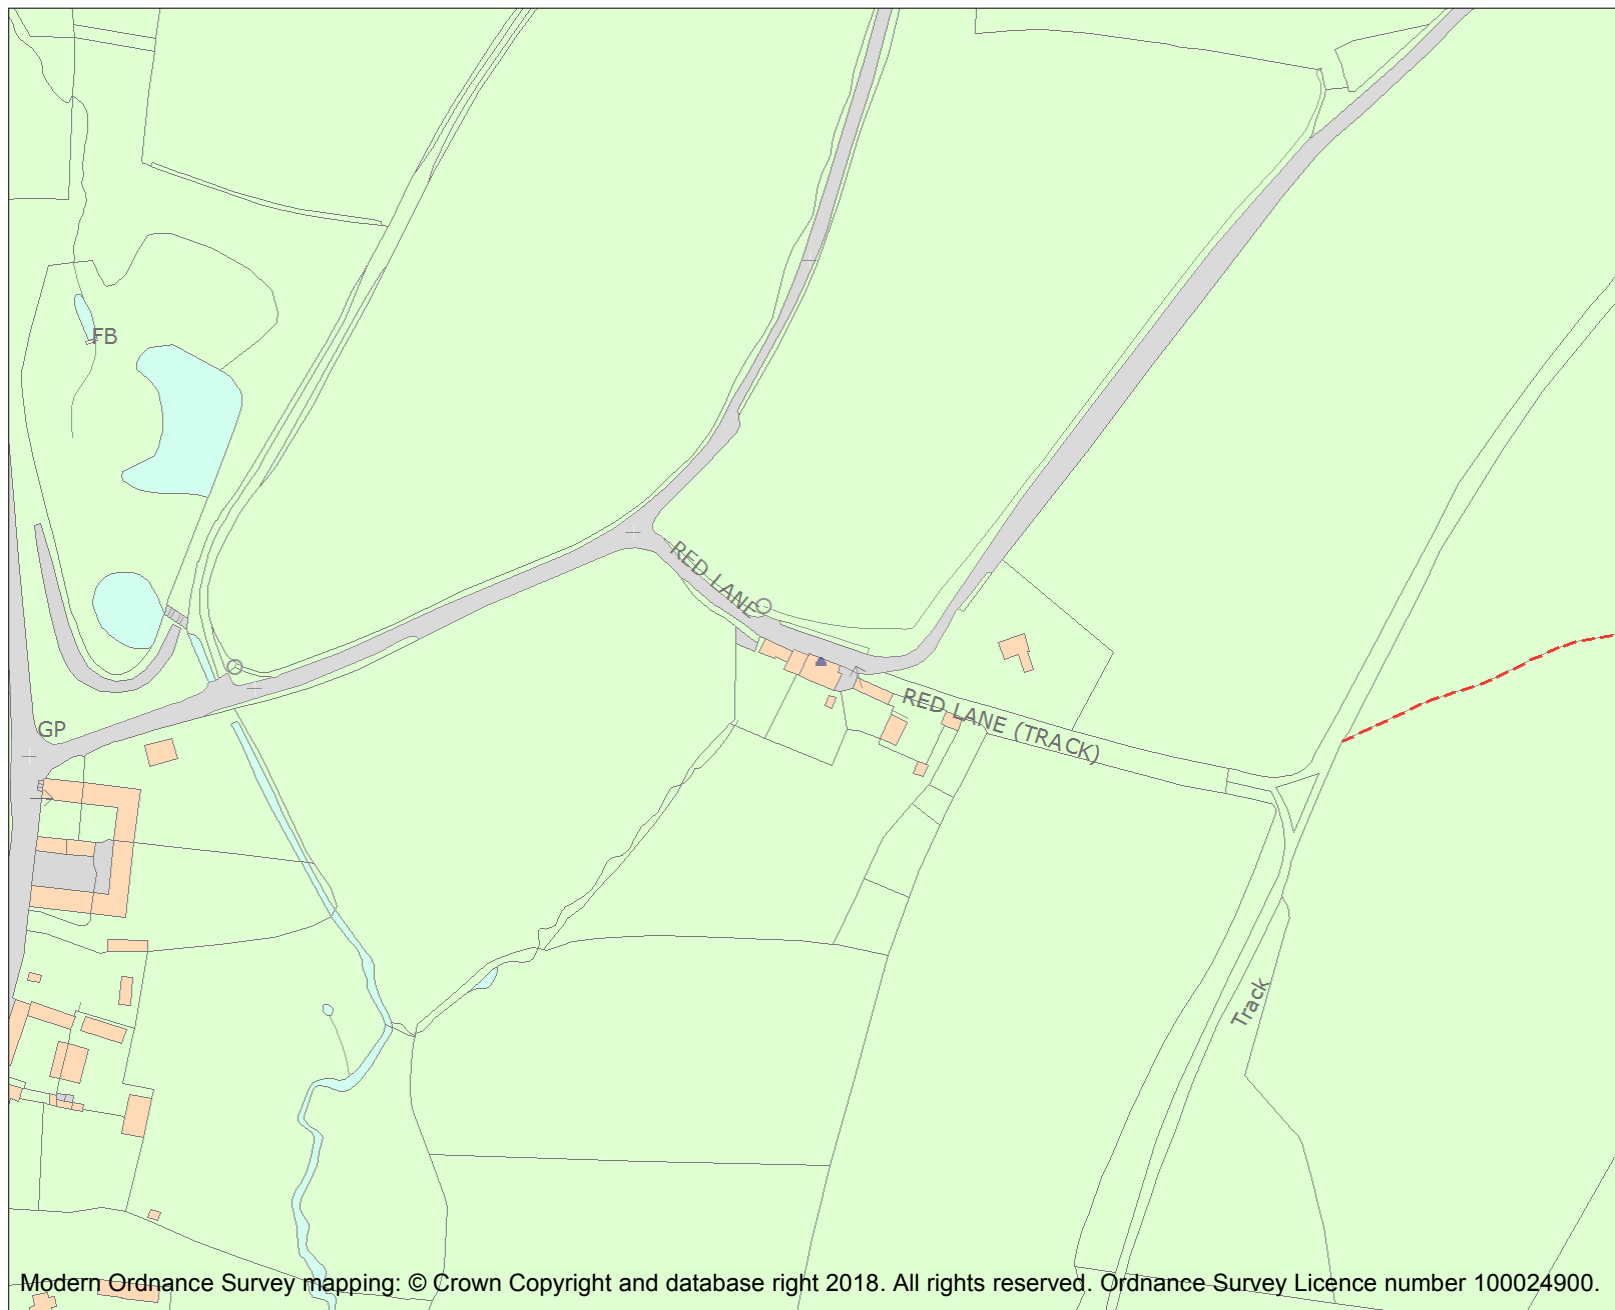 FB
RED LANE
RED LANE (TRACK)
GP
Track
Modern Ordnance Survey mapping: © Crown Copyright and database right 2018. All rights reserved. Ordnance Survey Licence number 100024900.